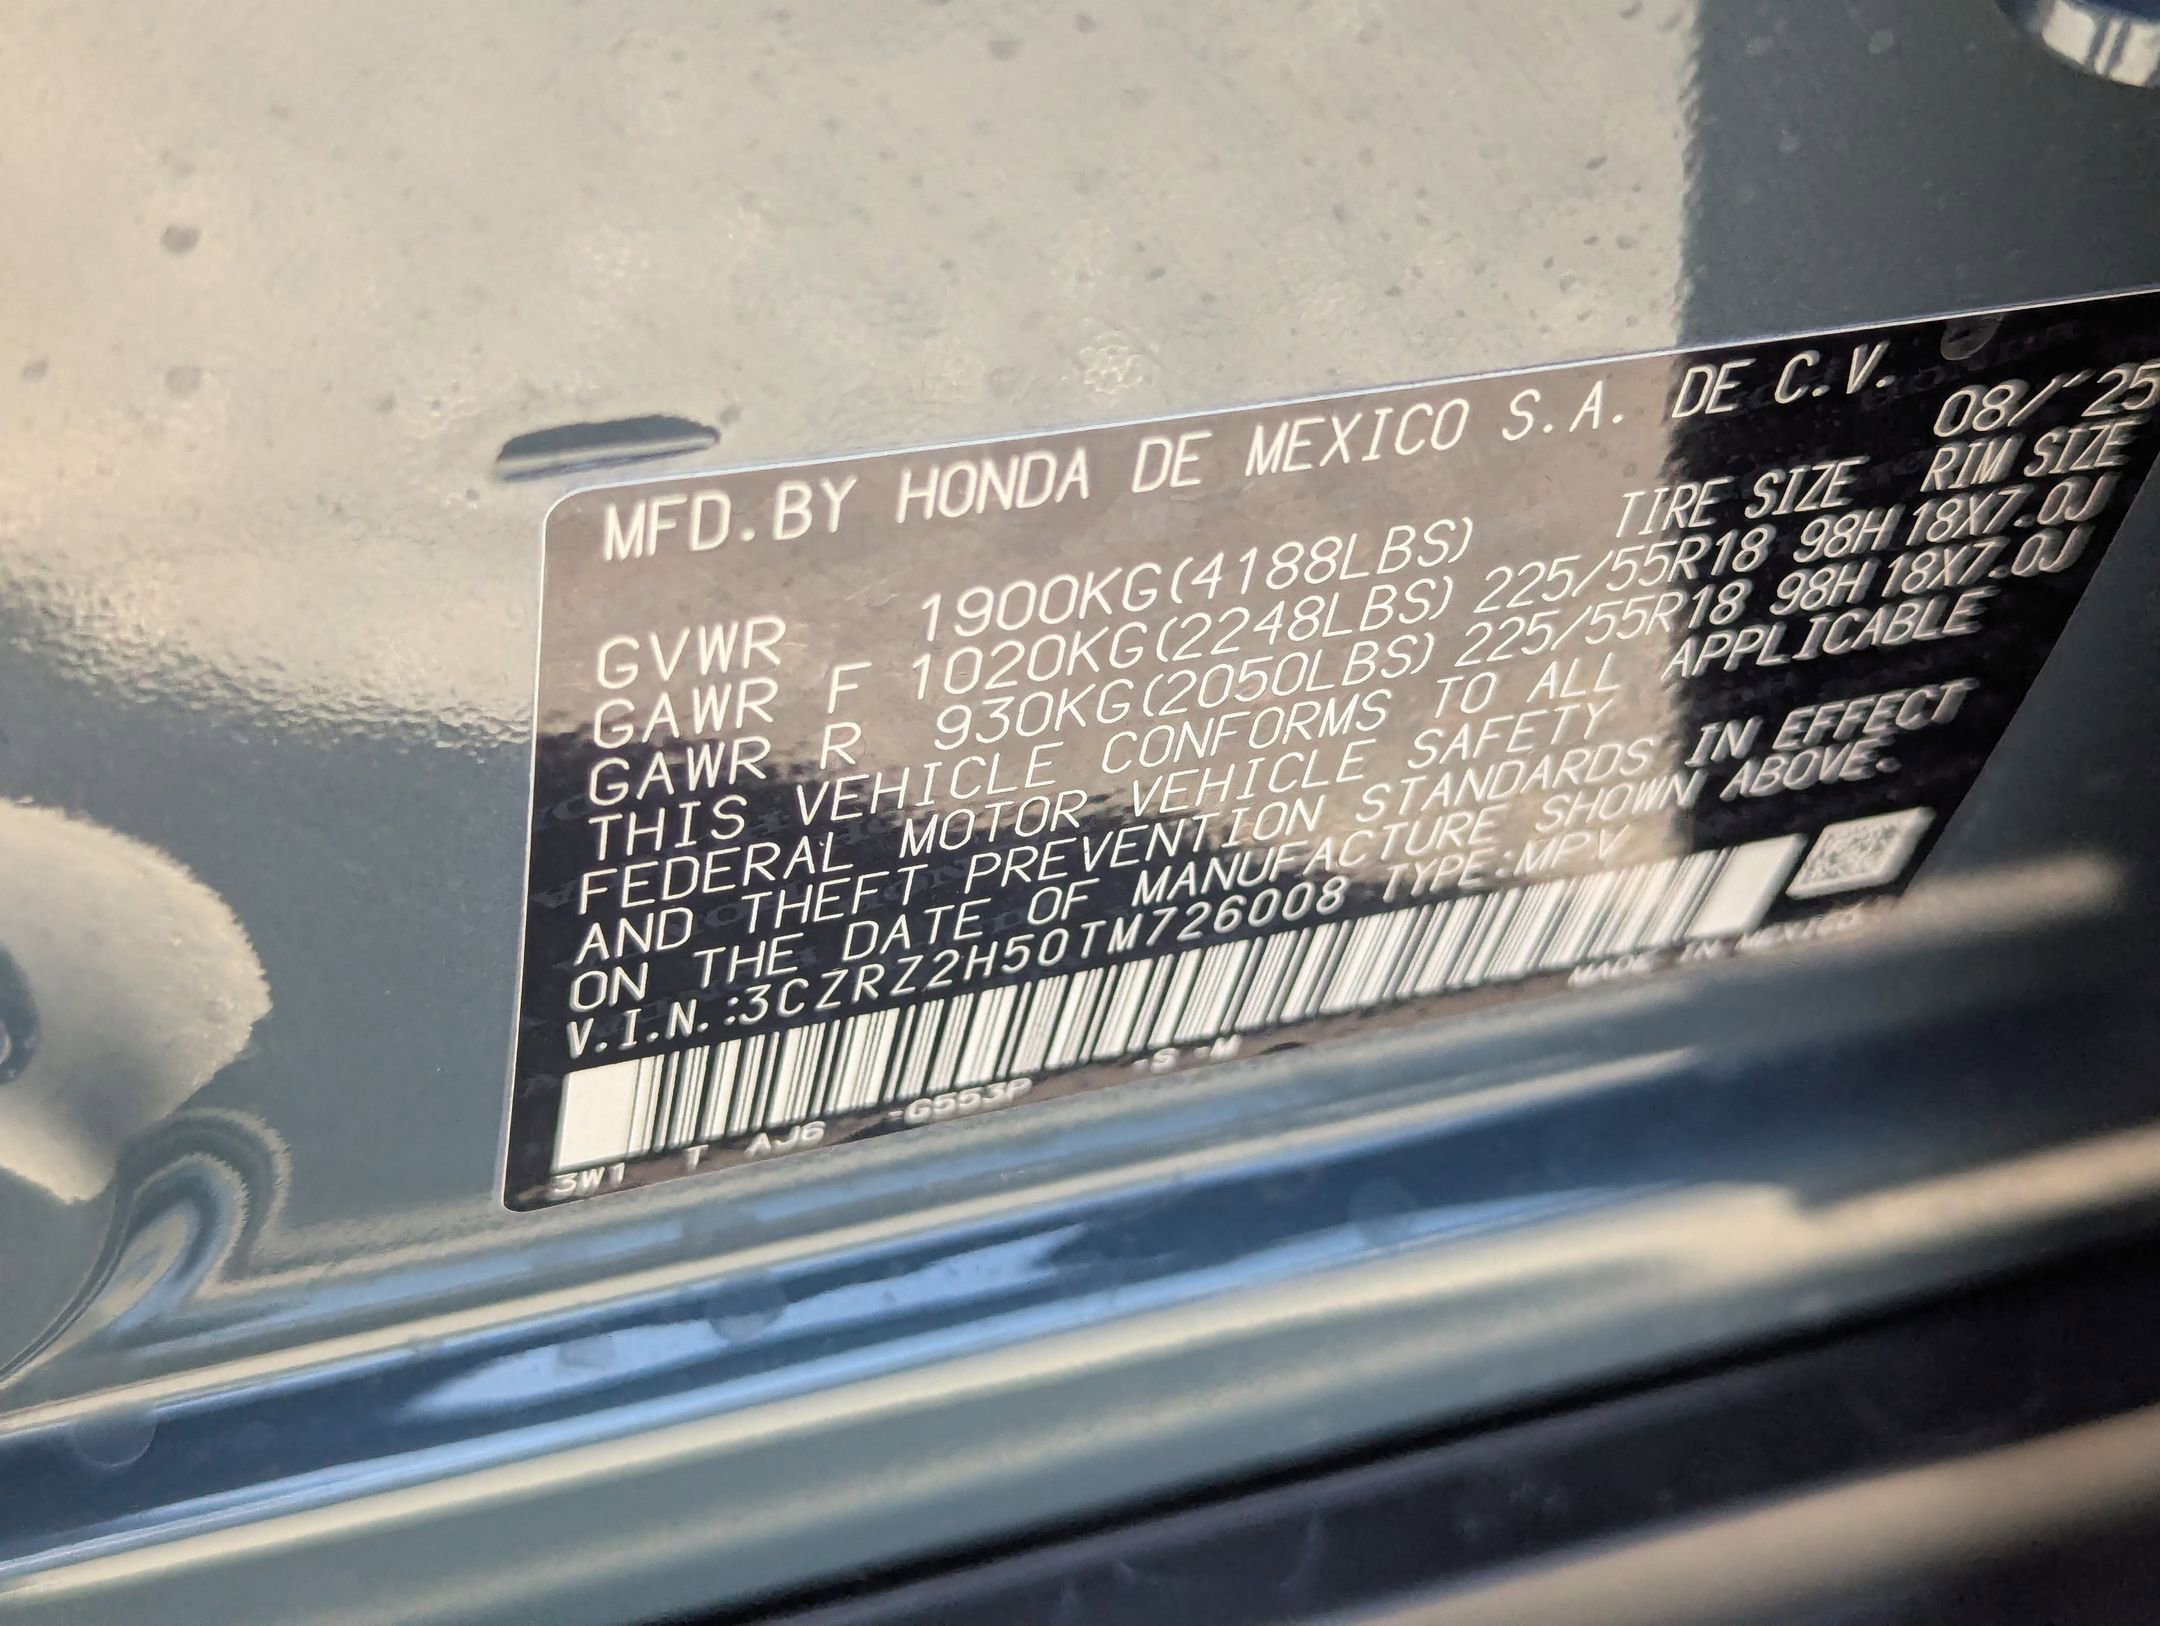 MFD.BY HONDA DE MEXICO S.A. DE C.V.
08/'25
TIRE SIZE RIM SIZE
GVWR 1900KG(4188LBS)
GAWR F 1020KG(2248LBS) 225/55R18 98H 18X7.0J
GAWR R 930KG(2050LBS) 225/55R18 98H 18X7.0J
THIS VEHICLE CONFORMS TO ALL APPLICABLE
FEDERAL MOTOR VEHICLE SAFETY
AND THEFT PREVENTION STANDARDS IN EFFECT
ON THE DATE OF MANUFACTURE SHOWN ABOVE.
V.I.N.:3CZRZ2H50TM726008 TYPE:MPV
MADE IN MEXICO
3W1 T AJ6 -G553P -S -M